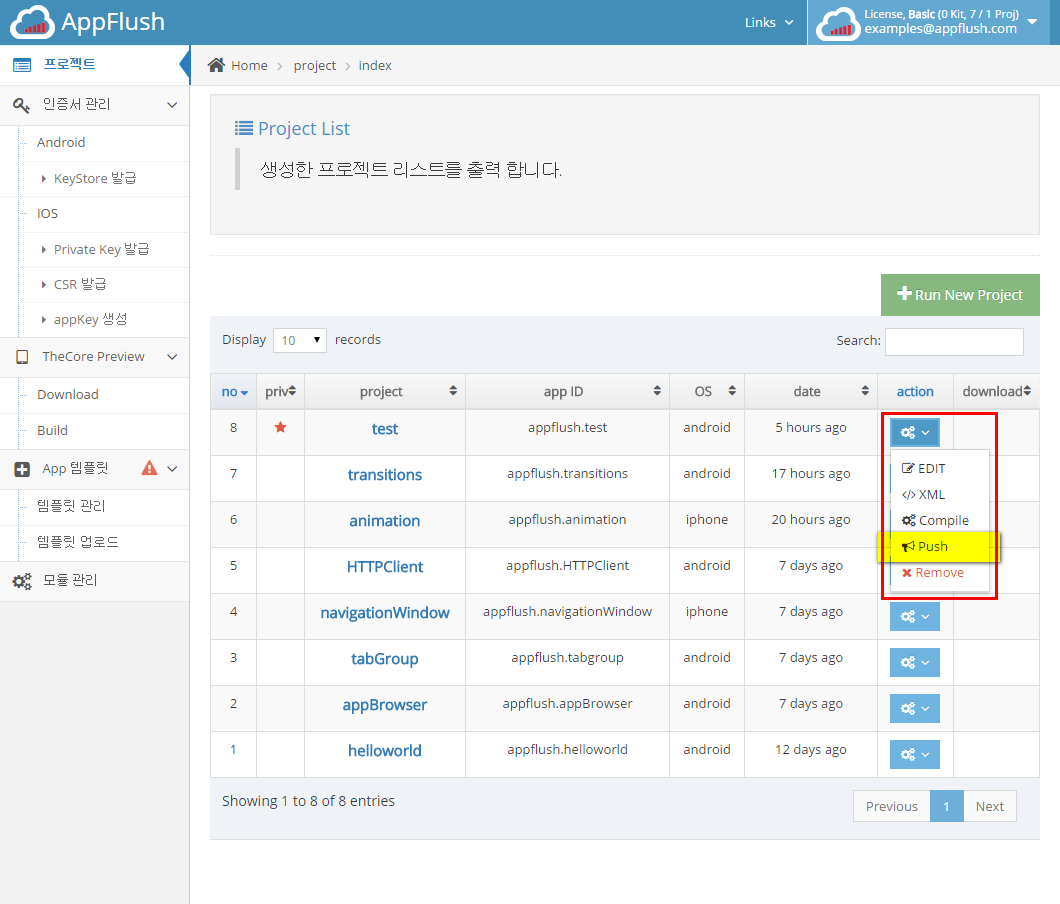 AppFlush
Links
License, Basic (0 Kit, 7 / 1 Proj)
examples@appflush.com
프로젝트
인증서 관리
Android
KeyStore 발급
IOS
Private Key 발급
CSR 발급
appKey 생성
TheCore Preview
Download
Build
App 템플릿
템플릿 관리
템플릿 업로드
모듈 관리
Home > project > index
Project List
생성한 프로젝트 리스트를 출력 합니다.
Run New Project
Display 10 records
Search:
no priv project app ID OS date action download
8 test appflush.test android 5 hours ago
7 transitions appflush.transitions android 17 hours ago
6 animation appflush.animation iphone 20 hours ago
5 HTTPClient appflush.HTTPClient android 7 days ago
4 navigationWindow appflush.navigationWindow iphone 7 days ago
3 tabGroup appflush.tabgroup android 7 days ago
2 appBrowser appflush.appBrowser android 7 days ago
1 helloworld appflush.helloworld android 12 days ago
EDIT
</> XML
Compile
Push
Remove
Showing 1 to 8 of 8 entries
Previous 1 Next